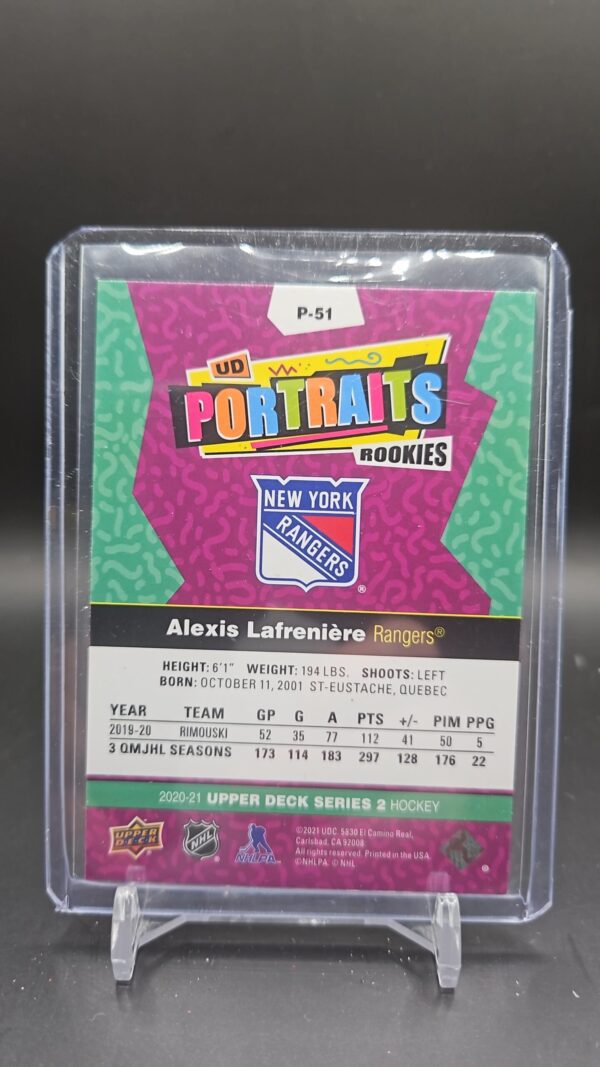 P-51
UD
PORTRAITS
ROOKIES
NEW YORK
RANGERS
®
Alexis Lafrenière Rangers®
HEIGHT: 6'1" WEIGHT: 194 LBS. SHOOTS: LEFT
BORN: OCTOBER 11, 2001 ST-EUSTACHE, QUEBEC
YEAR TEAM GP G A PTS +/- PIM PPG
2019-20 RIMOUSKI 52 35 77 112 41 50 5
3 QMJHL SEASONS 173 114 183 297 128 176 22
2020-21 UPPER DECK SERIES 2 HOCKEY
UPPER DECK
NHL
NHLPA
©2021 UDC. 5830 El Camino Real,
Carlsbad, CA 92008.
All rights reserved. Printed in the USA.
©NHLPA. © NHL